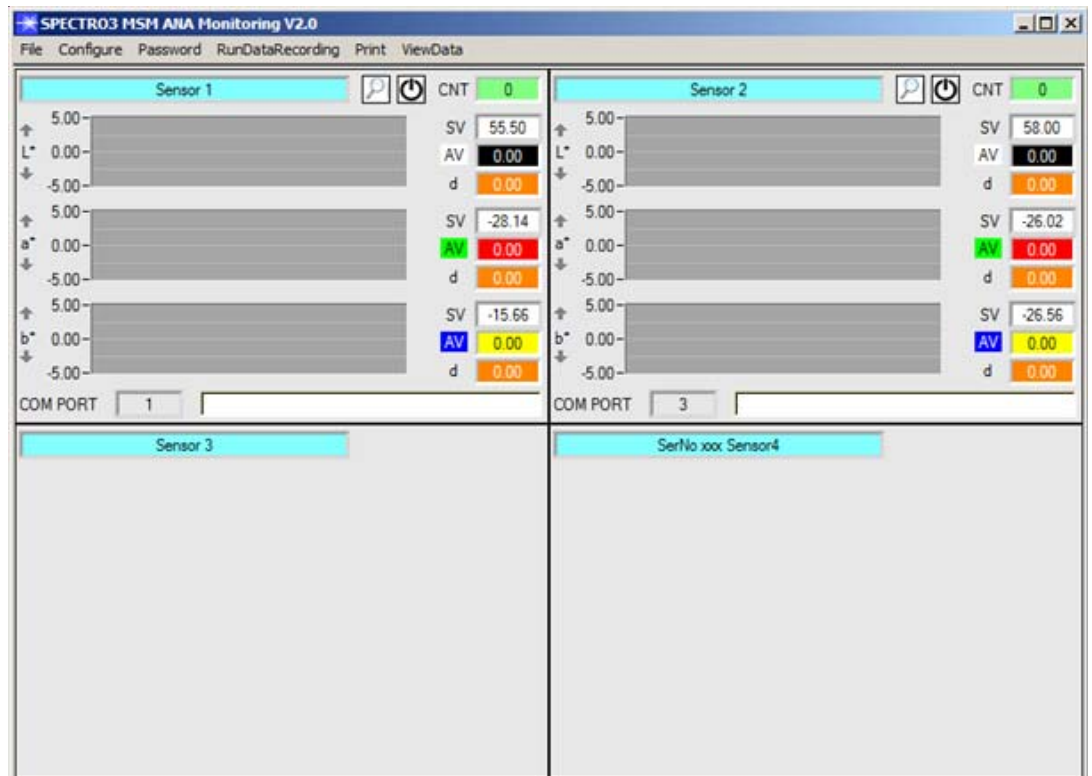 SPECTRO3 MSM ANA Monitoring V2.0
File Configure Password RunDataRecording Print ViewData
Sensor 1 CNT 0
5.00 SV 55.50
L* 0.00 AV 0.00
-5.00 d 0.00
5.00 SV -28.14
a* 0.00 AV 0.00
-5.00 d 0.00
5.00 SV -15.66
b* 0.00 AV 0.00
-5.00 d 0.00
COM PORT 1
Sensor 2 CNT 0
5.00 SV 58.00
L* 0.00 AV 0.00
-5.00 d 0.00
5.00 SV -26.02
a* 0.00 AV 0.00
-5.00 d 0.00
5.00 SV -26.56
b* 0.00 AV 0.00
-5.00 d 0.00
COM PORT 3
Sensor 3
SerNo xxx Sensor4